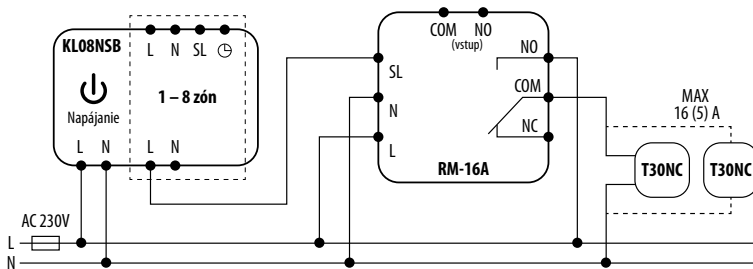 KL08NSB
L N SL
Napájanie
1 – 8 zón
L N
L N
COM NO
(vstup)
NO
SL
COM
N
NC
L
RM-16A
MAX
16 (5) A
T30NC
T30NC
AC 230V
L
N